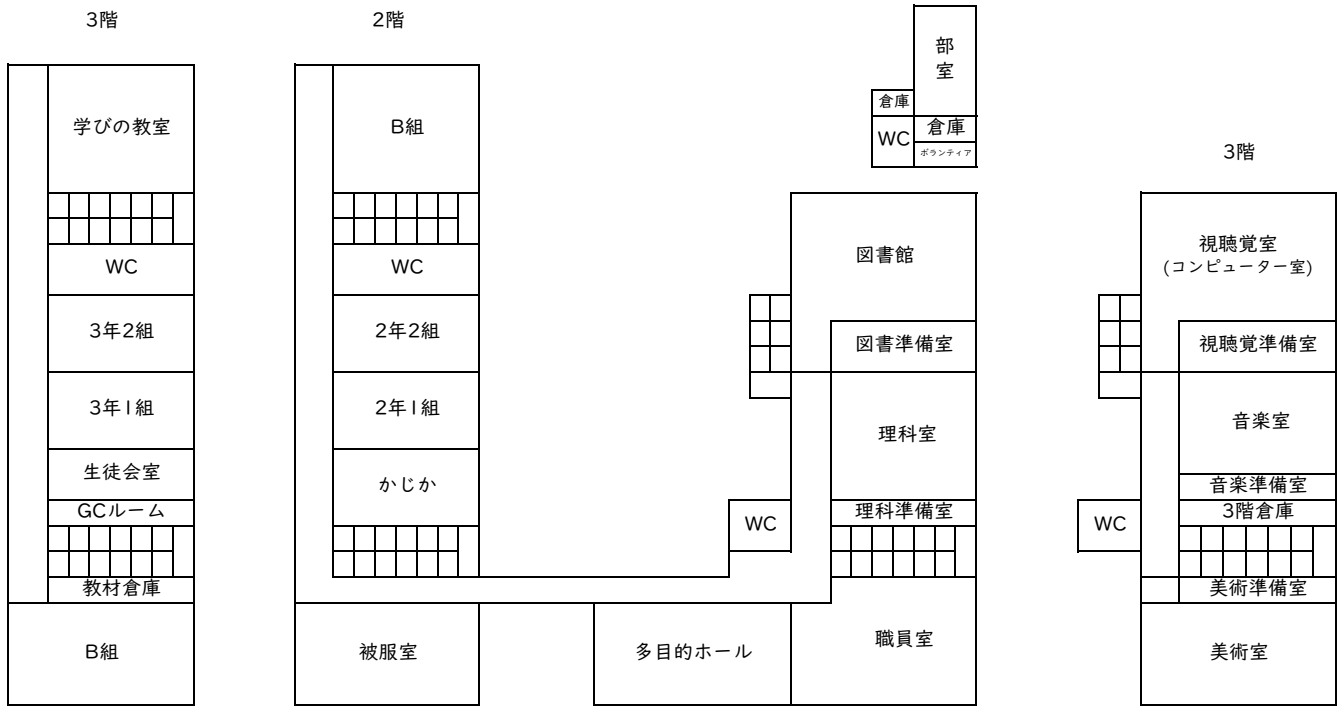 3階
学びの教室
WC
3年2組
3年1組
生徒会室
GCルーム
教材倉庫
B組
2階
B組
WC
2年2組
2年1組
かじか
被服室
多目的ホール
部
室
倉庫
WC
倉庫
ボランティア
図書館
図書準備室
理科室
WC
理科準備室
職員室
3階
視聴覚室
(コンピューター室)
視聴覚準備室
音楽室
音楽準備室
WC
3階倉庫
美術準備室
美術室